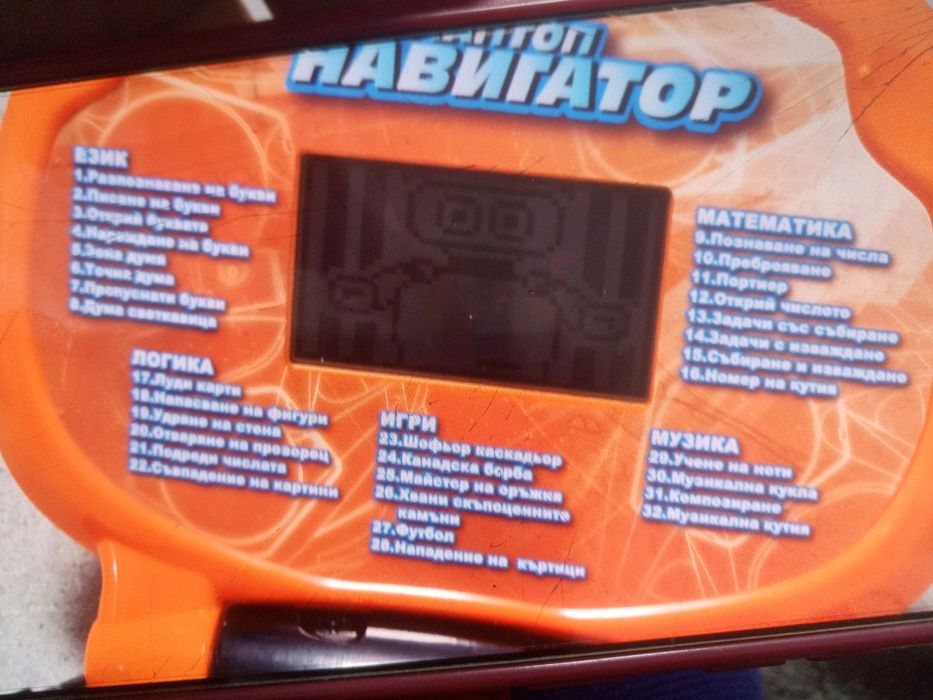 ЛАПТОП
НАВИГАТОР
ЕЗИК
1.Разпознаване на букви
2.Писане на букви
3.Открий буквата
4.Нареждане на букви
5.Зона думи
6.Точна дума
7.Пропуснати букви
8.Дума светкавица
МАТЕМАТИКА
9.Познаване на числа
10.Преброяване
11.Портиер
12.Открий числото
13.Задачи със събиране
14.Задачи с изваждане
15.Събиране и изваждане
16.Номер на кутия
ЛОГИКА
17.Луди карти
18.Напасване на фигури
19.Удряне на стена
20.Отваряне на прозорец
21.Подреди числата
22.Съвпадение на картини
ИГРИ
23.Шофьор каскадьор
24.Канадска борба
25.Майстор на оръжия
26.Хвани скъпоценните
камъни
27.Футбол
28.Нападение на къртици
МУЗИКА
29.Учене на ноти
30.Музикална кукла
31.Композиране
32.Музикална кутия